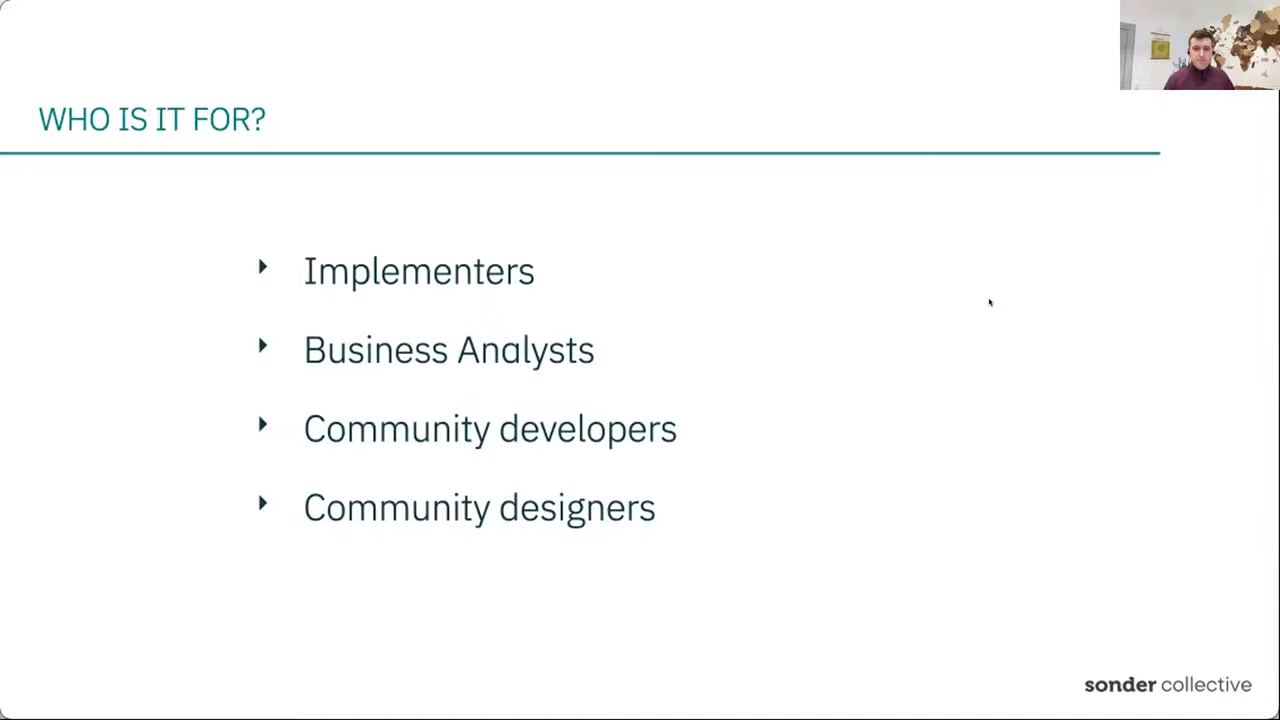 WHO IS IT FOR?
Implementers
Business Analysts
Community developers
Community designers
sonder collective